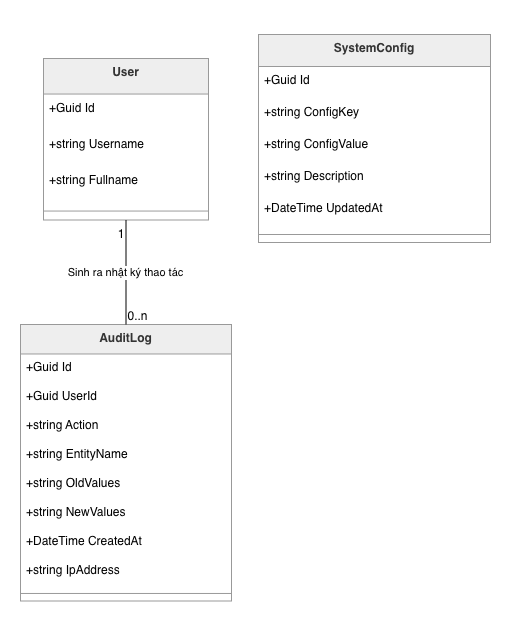 User
+Guid Id
+string Username
+string Fullname
1
Sinh ra nhật ký thao tác
0..n
AuditLog
+Guid Id
+Guid UserId
+string Action
+string EntityName
+string OldValues
+string NewValues
+DateTime CreatedAt
+string IpAddress
SystemConfig
+Guid Id
+string ConfigKey
+string ConfigValue
+string Description
+DateTime UpdatedAt